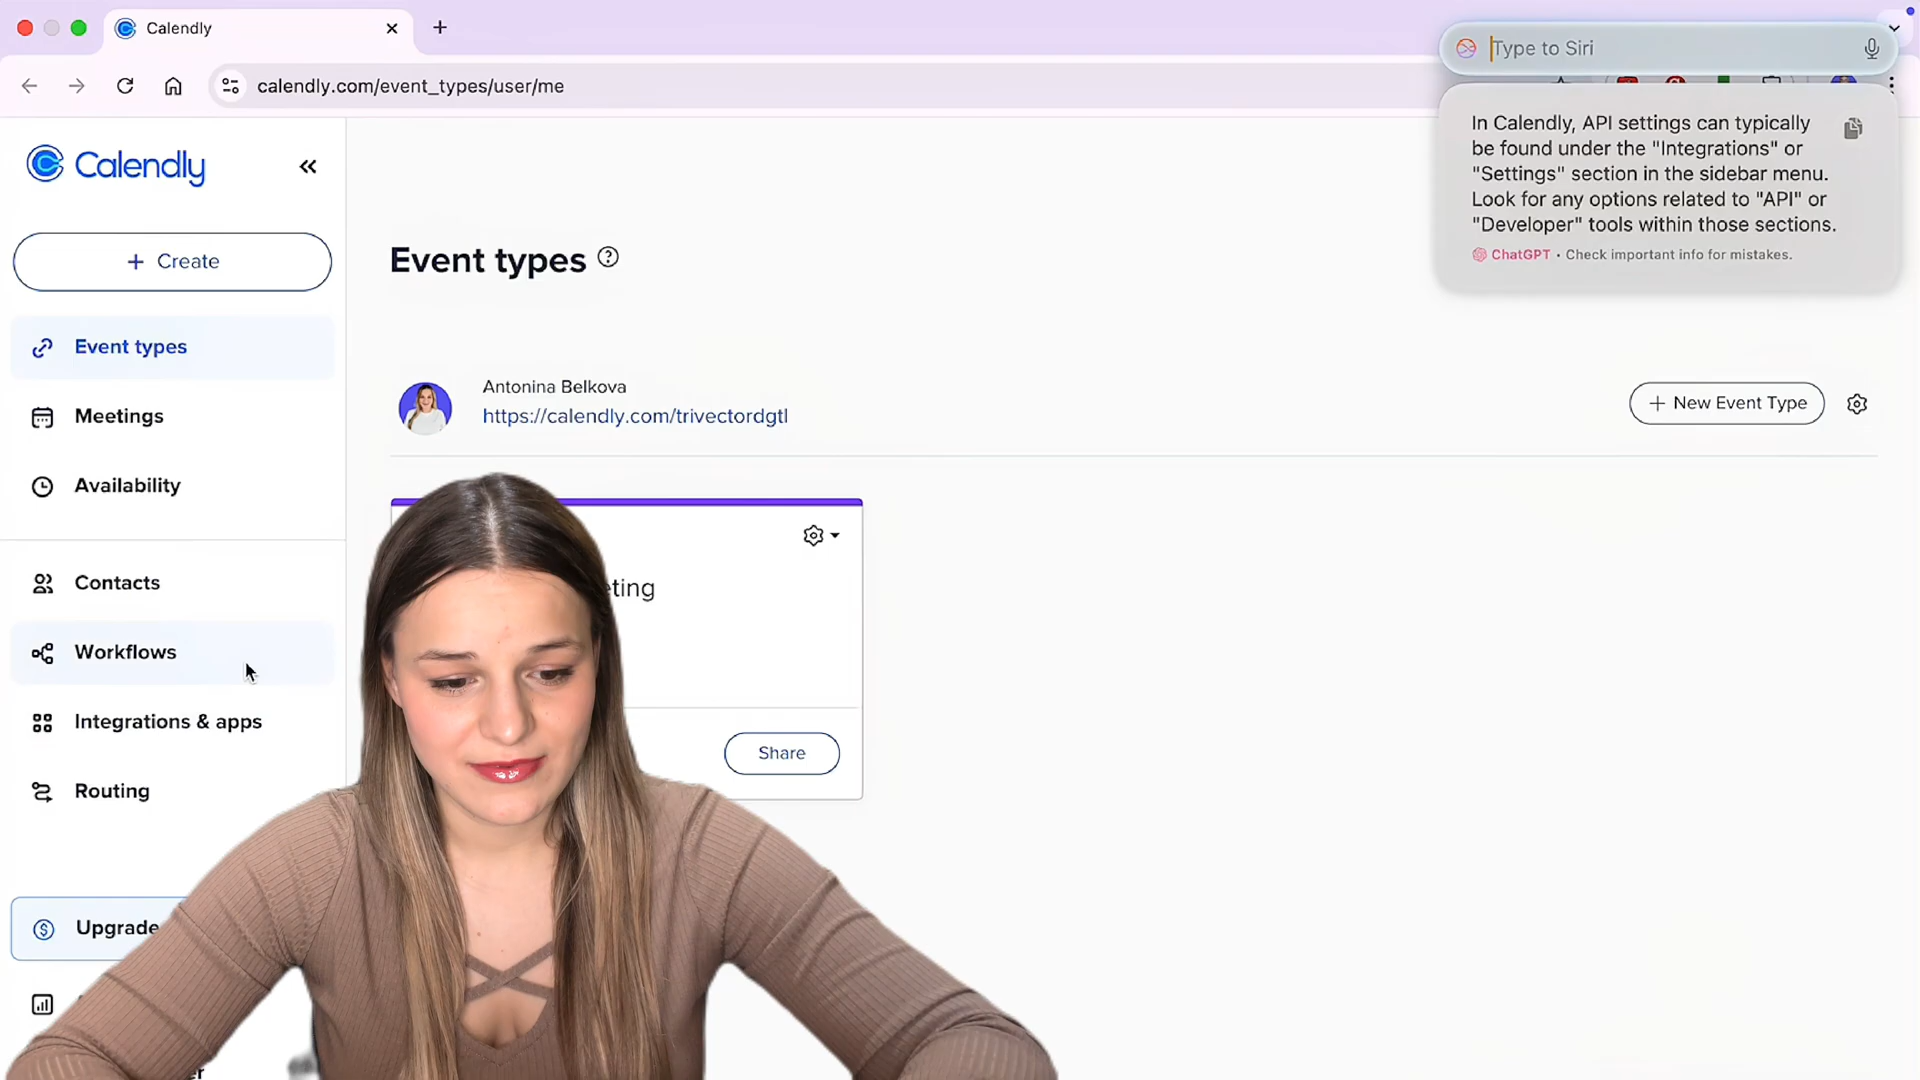 Calendly
Type to Siri
calendly.com/event_types/user/me
In Calendly, API settings can typically
be found under the "Integrations" or
"Settings" section in the sidebar menu.
Look for any options related to "API" or
"Developer" tools within those sections.
ChatGPT • Check important info for mistakes.
Calendly
+ Create
Event types
Meetings
Availability
Contacts
Workflows
Integrations & apps
Routing
Upgrade
Event types
Antonina Belkova
https://calendly.com/trivectordgtl
+ New Event Type
eting
Share